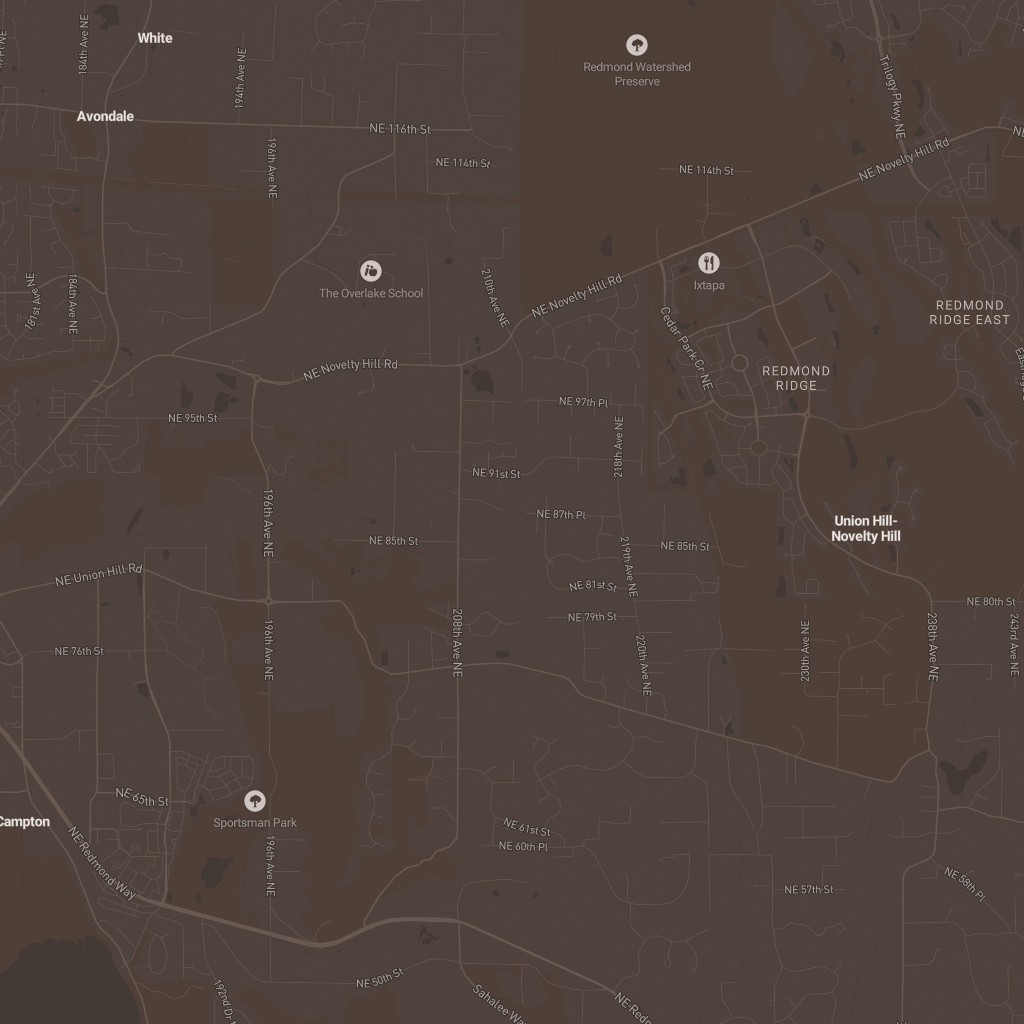 184th Ave NE
White
194th Ave NE
Redmond Watershed
Preserve
Trilogy Pkwy NE
Avondale
NE 116th St
NE 114th St
196th Ave NE
NE 114th St
NE Novelty Hill Rd
181st Ave NE
184th Ave NE
The Overlake School
210th Ave NE
NE Novelty Hill Rd
Ixtapa
REDMOND
RIDGE EAST
Cedar Park Cr NE
NE Novelty Hill Rd
REDMOND
RIDGE
NE 95th St
NE 97th Pl
218th Ave NE
NE 91st St
196th Ave NE
NE 87th Pl
Union Hill-
Novelty Hill
NE 85th St
219th Ave NE
NE 85th St
NE Union Hill Rd
NE 81st St
NE 80th St
NE 79th St
196th Ave NE
208th Ave NE
220th Ave NE
230th Ave NE
238th Ave NE
243rd Ave NE
NE 76th St
NE 65th St
Sportsman Park
Campton
NE Redmond Way
196th Ave NE
NE 61st St
NE 60th Pl
NE 57th St
NE 58th Pl
NE 50th St
192nd Dr
Sahalee Wa
NE Redn